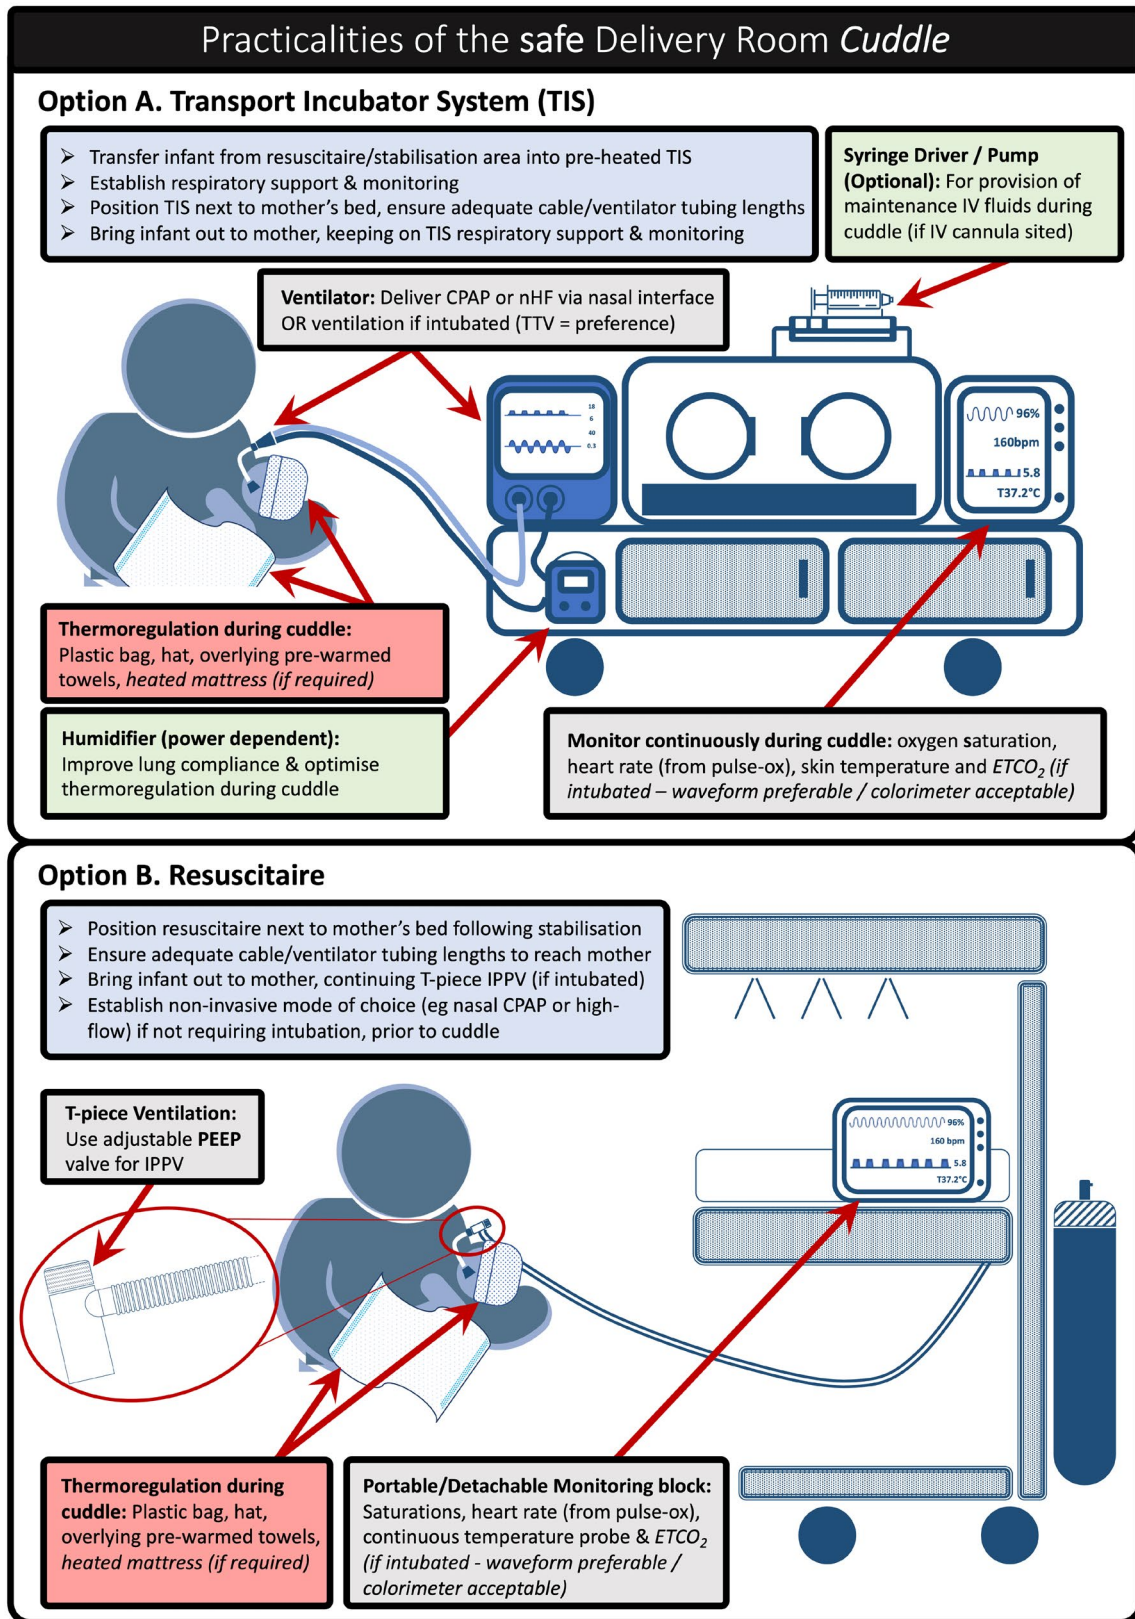 Practicalities of the safe Delivery Room Cuddle
Option A. Transport Incubator System (TIS)
➢ Transfer infant from resuscitaire/stabilisation area into pre-heated TIS
➢ Establish respiratory support & monitoring
➢ Position TIS next to mother's bed, ensure adequate cable/ventilator tubing lengths
➢ Bring infant out to mother, keeping on TIS respiratory support & monitoring
Syringe Driver / Pump
(Optional): For provision of
maintenance IV fluids during
cuddle (if IV cannula sited)
Ventilator: Deliver CPAP or nHF via nasal interface
OR ventilation if intubated (TTV = preference)
18
6
40
0.3
96%
160bpm
5.8
T37.2°C
Thermoregulation during cuddle:
Plastic bag, hat, overlying pre-warmed
towels, heated mattress (if required)
Humidifier (power dependent):
Improve lung compliance & optimise
thermoregulation during cuddle
Monitor continuously during cuddle: oxygen saturation,
heart rate (from pulse-ox), skin temperature and ETCO₂ (if
intubated – waveform preferable / colorimeter acceptable)
Option B. Resuscitaire
➢ Position resuscitaire next to mother's bed following stabilisation
➢ Ensure adequate cable/ventilator tubing lengths to reach mother
➢ Bring infant out to mother, continuing T-piece IPPV (if intubated)
➢ Establish non-invasive mode of choice (eg nasal CPAP or high-
flow) if not requiring intubation, prior to cuddle
T-piece Ventilation:
Use adjustable PEEP
valve for IPPV
96%
160 bpm
5.8
T37.2°C
Thermoregulation during
cuddle: Plastic bag, hat,
overlying pre-warmed towels,
heated mattress (if required)
Portable/Detachable Monitoring block:
Saturations, heart rate (from pulse-ox),
continuous temperature probe & ETCO₂
(if intubated - waveform preferable /
colorimeter acceptable)